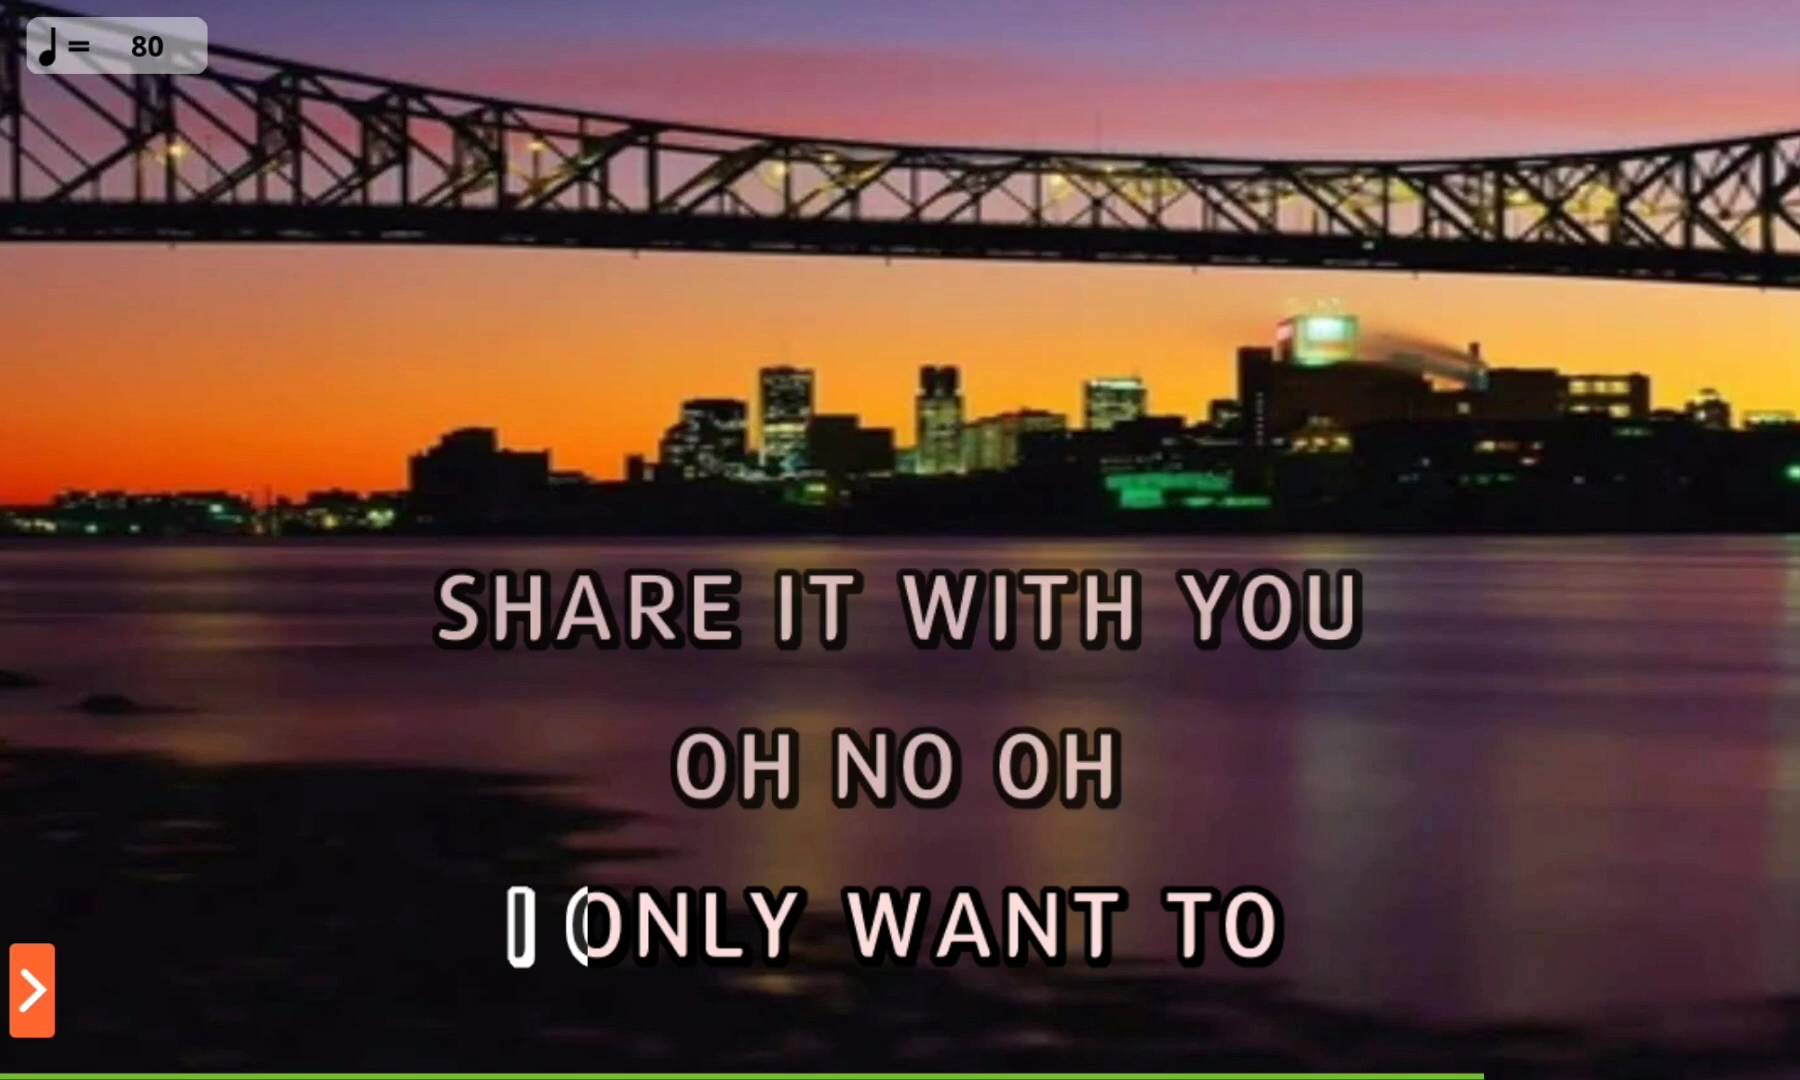 ♩= 80
SHARE IT WITH YOU
OH NO OH
I ONLY WANT TO